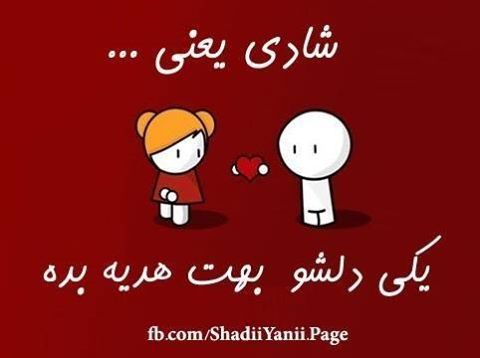 شادی یعنی ...
یکی دلشو بهت هدیه بده
fb.com/ShadiiYanii.Page